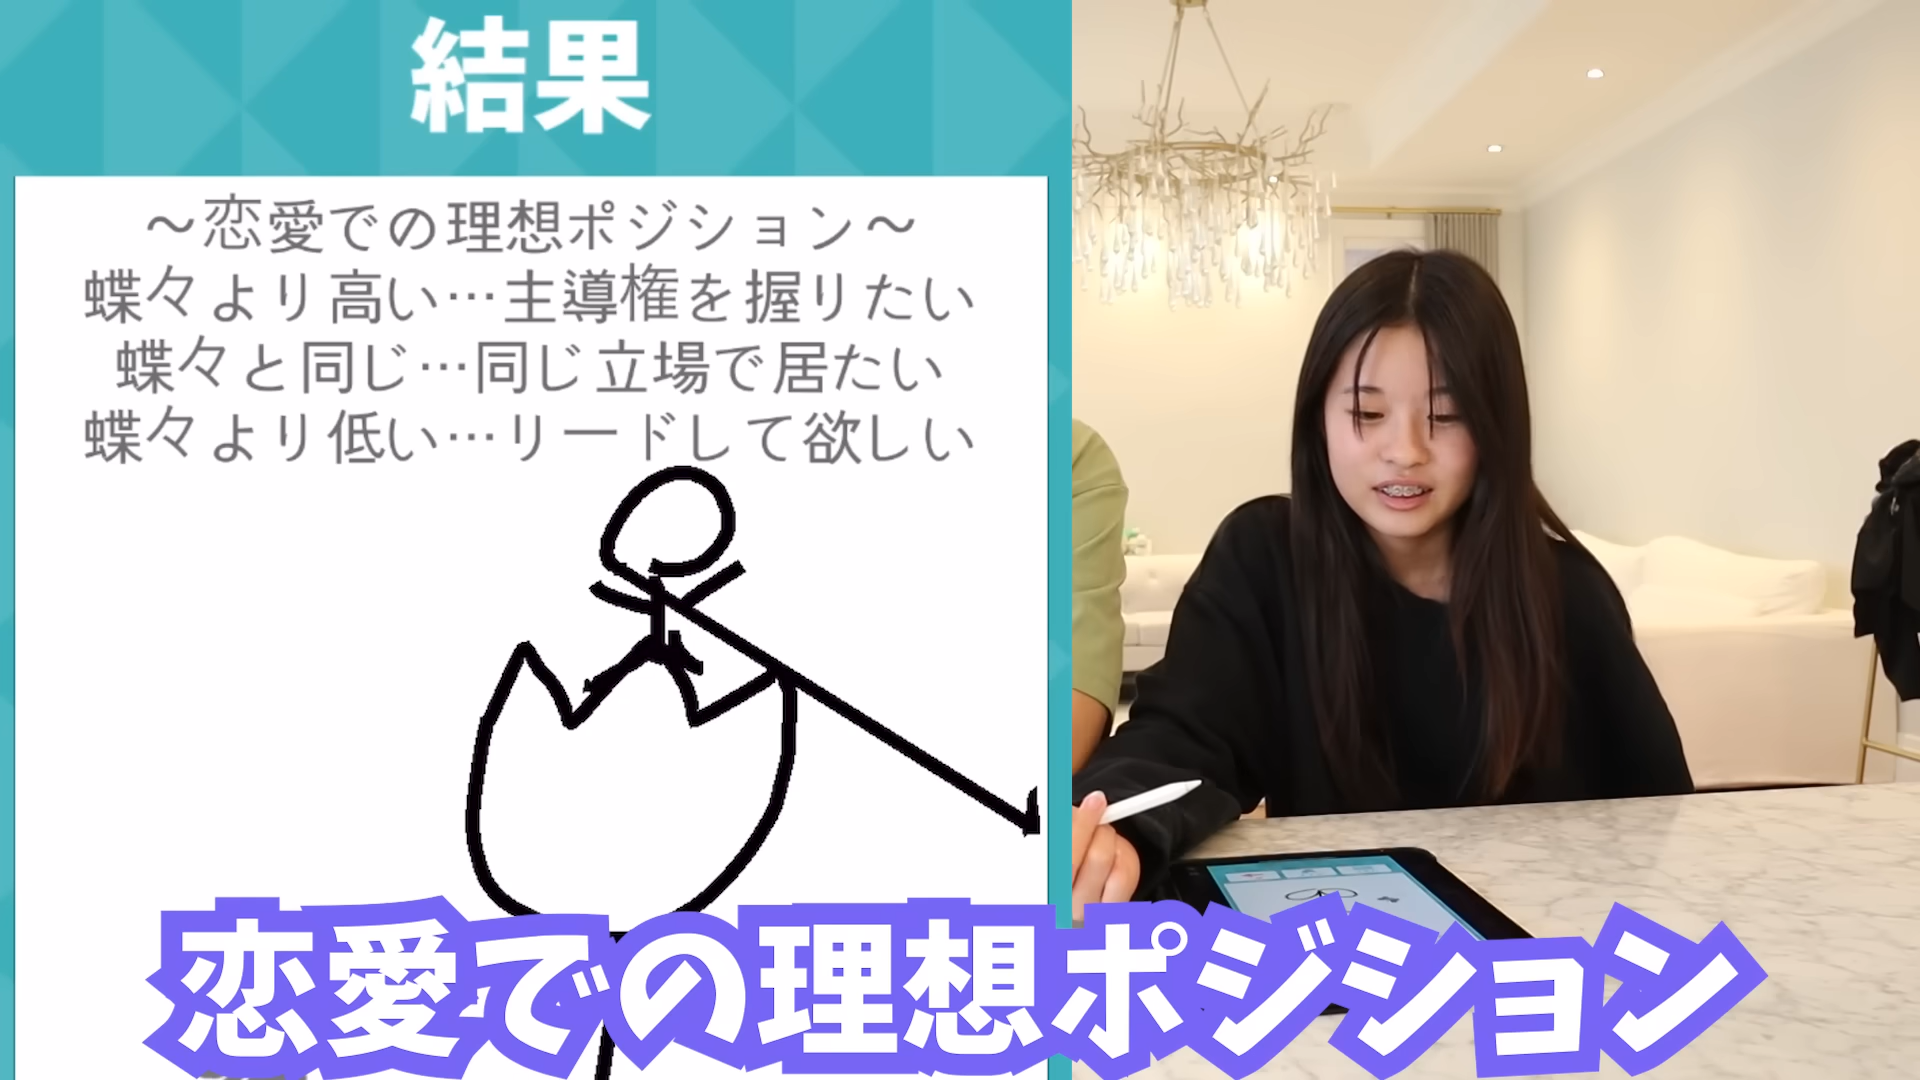 結果
～恋愛での理想ポジション～
蝶々より高い…主導権を握りたい
蝶々と同じ…同じ立場で居たい
蝶々より低い…リードして欲しい
恋愛での理想ポジション